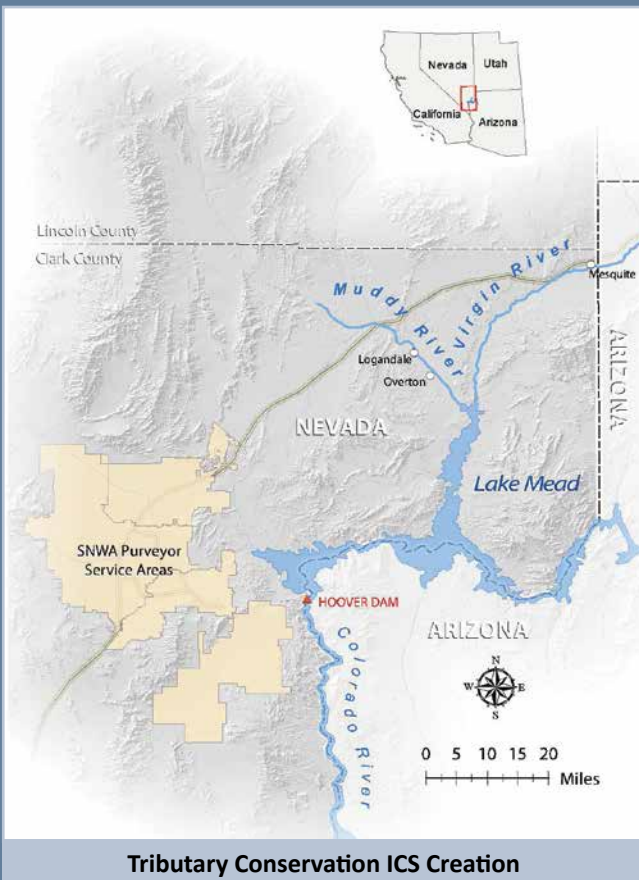 Nevada
Utah
California
Arizona
Lincoln County
Clark County
Mesquite
Virgin River
Muddy River
Logandale
Overton
ARIZONA
NEVADA
Lake Mead
SNWA Purveyor
Service Areas
HOOVER DAM
ARIZONA
Colorado River
N
W E
S
0 5 10 15 20
Miles
Tributary Conservation ICS Creation